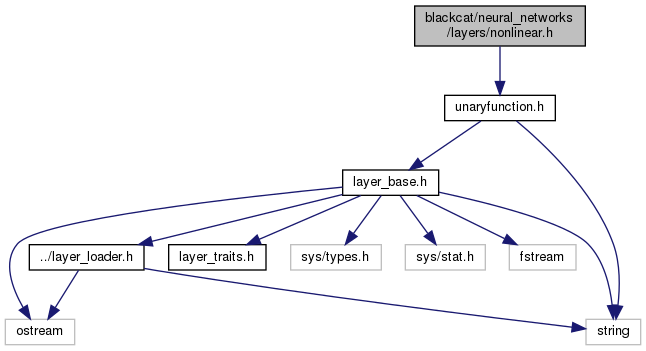 blackcat/neural_networks
/layers/nonlinear.h
unaryfunction.h
layer_base.h
../layer_loader.h
layer_traits.h
sys/types.h
sys/stat.h
fstream
ostream
string